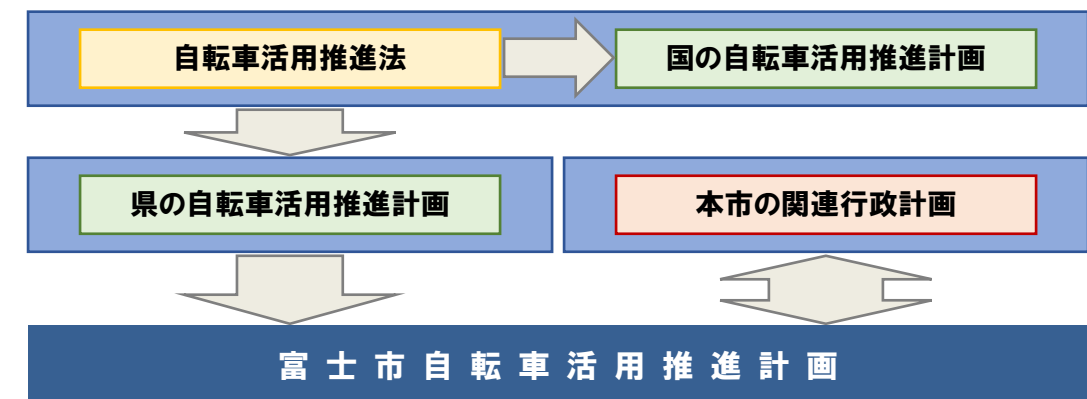 自転車活用推進法
国の自転車活用推進計画
県の自転車活用推進計画
本市の関連行政計画
富士市自転車活用推進計画